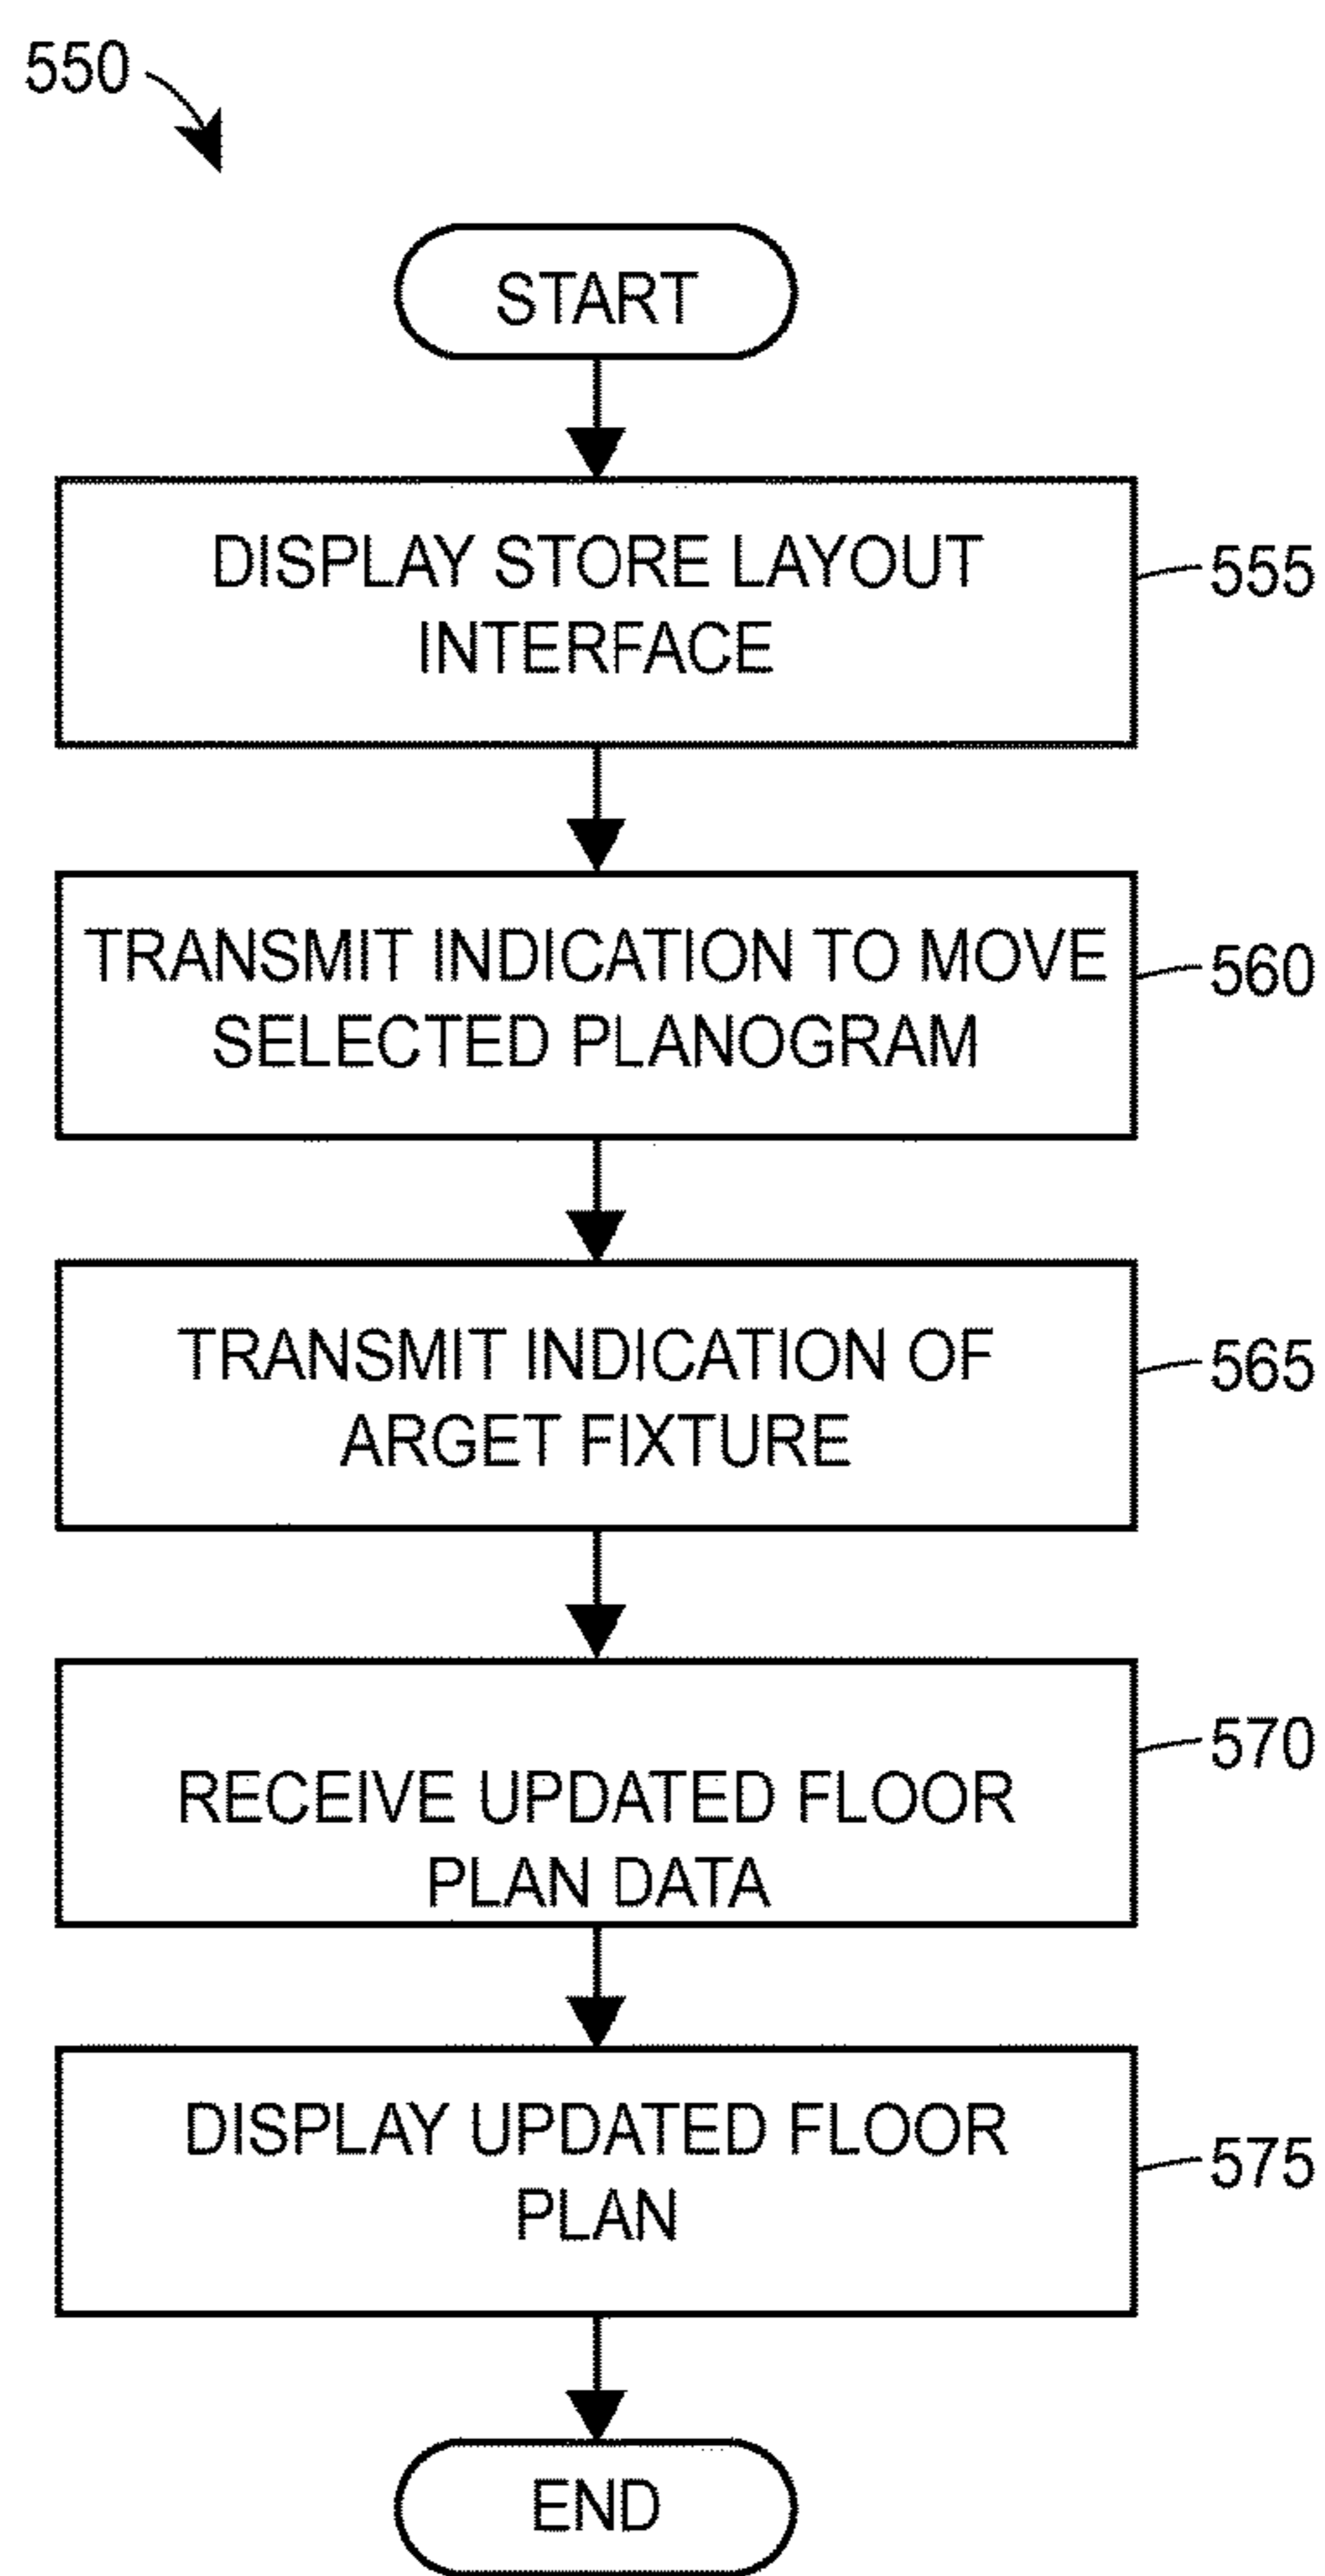 550
START
DISPLAY STORE LAYOUT
INTERFACE
555
TRANSMIT INDICATION TO MOVE
SELECTED PLANOGRAM
560
TRANSMIT INDICATION OF
ARGET FIXTURE
565
RECEIVE UPDATED FLOOR
PLAN DATA
570
DISPLAY UPDATED FLOOR
PLAN
575
END